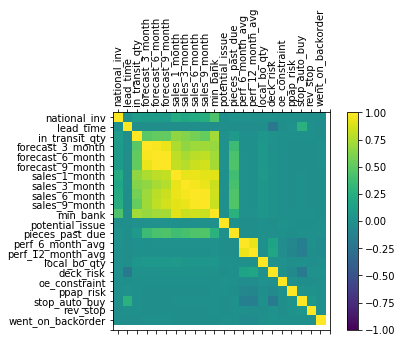 national_inv
lead_time
in_transit_qty
forecast_3_month
forecast_6_month
forecast_9_month
sales_1_month
sales_3_month
sales_6_month
sales_9_month
min_bank
potential_issue
pieces_past_due
perf_6_month_avg
perf_12_month_avg
local_bo_qty
deck_risk
oe_constraint
ppap_risk
stop_auto_buy
rev_stop
went_on_backorder
national_inv
lead_time
in_transit_qty
forecast_3_month
forecast_6_month
forecast_9_month
sales_1_month
sales_3_month
sales_6_month
sales_9_month
min_bank
potential_issue
pieces_past_due
perf_6_month_avg
perf_12_month_avg
local_bo_qty
deck_risk
oe_constraint
ppap_risk
stop_auto_buy
rev_stop
went_on_backorder
1.00
0.75
0.50
0.25
0.00
−0.25
−0.50
−0.75
−1.00